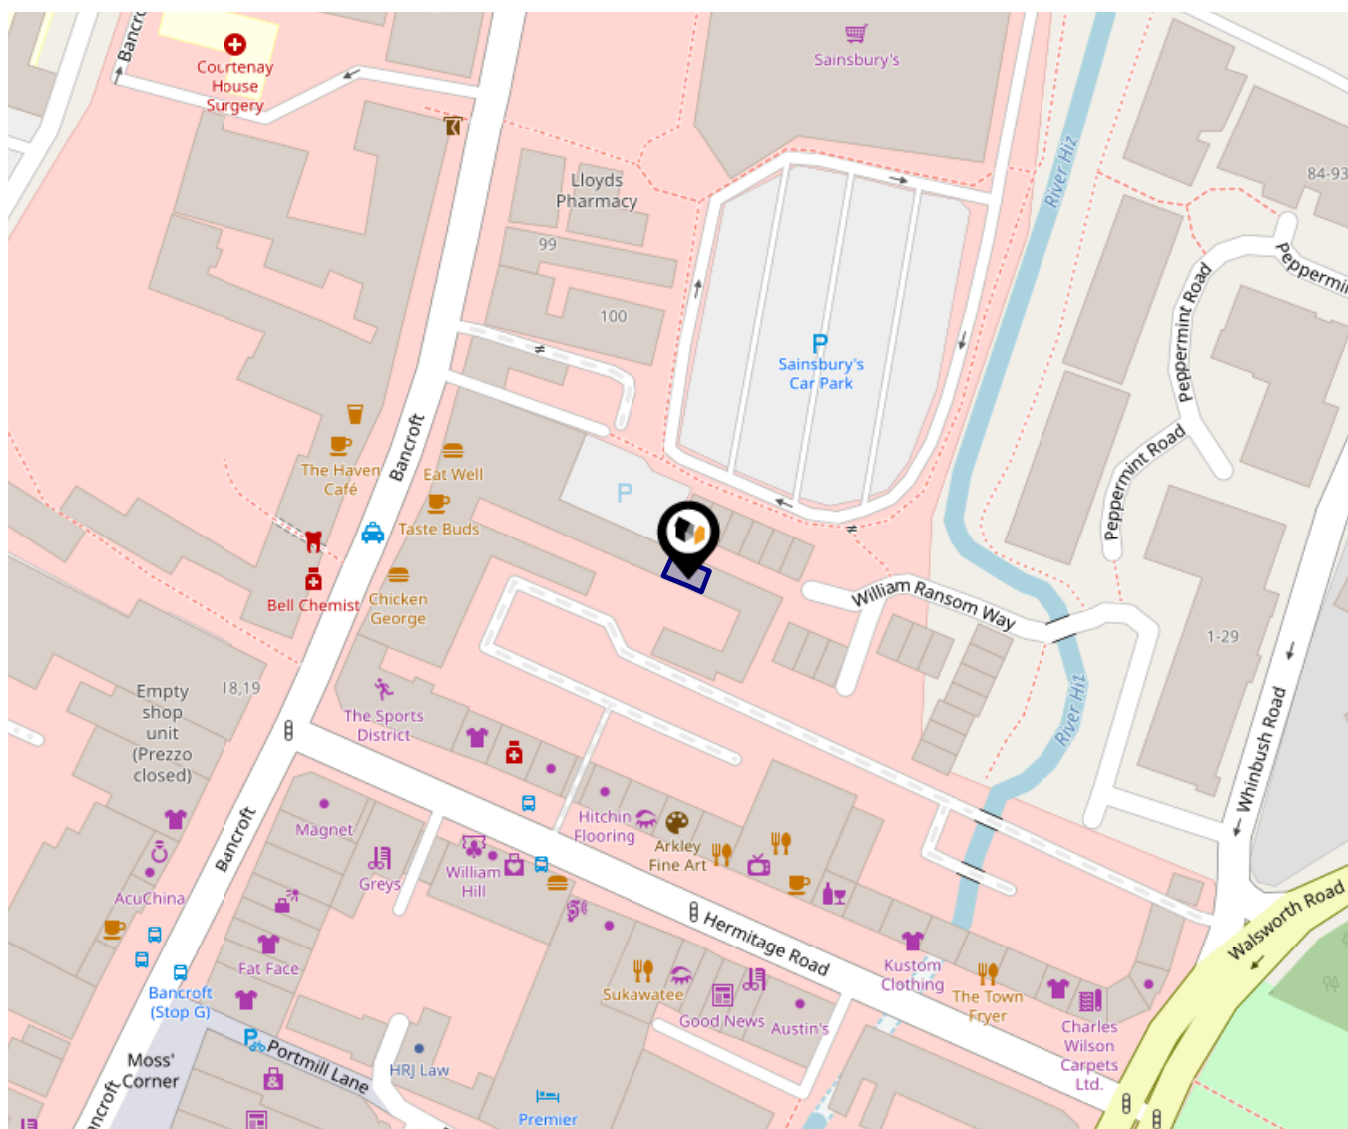 Bancro
Courtenay
House
Surgery
Sainsbury's
River Hiz
84-93
Lloyds
Pharmacy
99
100
Peppermint Road
Peppermin
Sainsbury's
Car Park
P
P
Bancroft
The Haven
Café
Eat Well
Taste Buds
Peppermint Road
Bell Chemist
Chicken
George
William Ransom Way
1-29
River Hiz
Whinbush Road
Empty
shop
unit
(Prezzo
closed)
18,19
The Sports
District
Bancroft
Magnet
Greys
William
Hill
Hitchin
Flooring
Arkley
Fine Art
AcuChina
Fat Face
Hermitage Road
Walsworth Road
Kustom
Clothing
The Town
Fryer
Sukawatee
Good News
Austin's
Charles
Wilson
Carpets
Ltd.
Bancroft
(Stop G)
P
Portmill Lane
Moss'
Corner
HRJ Law
ancroft
Premier